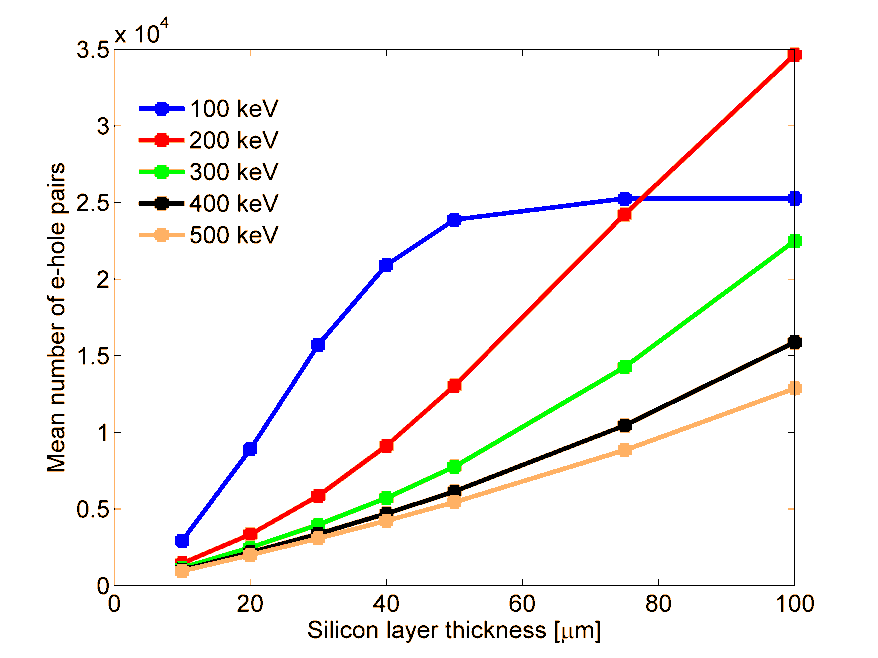 x 10^4
3.5
3
2.5
2
1.5
1
0.5
0
Mean number of e-hole pairs
100 keV
200 keV
300 keV
400 keV
500 keV
0 20 40 60 80 100
Silicon layer thickness [μm]